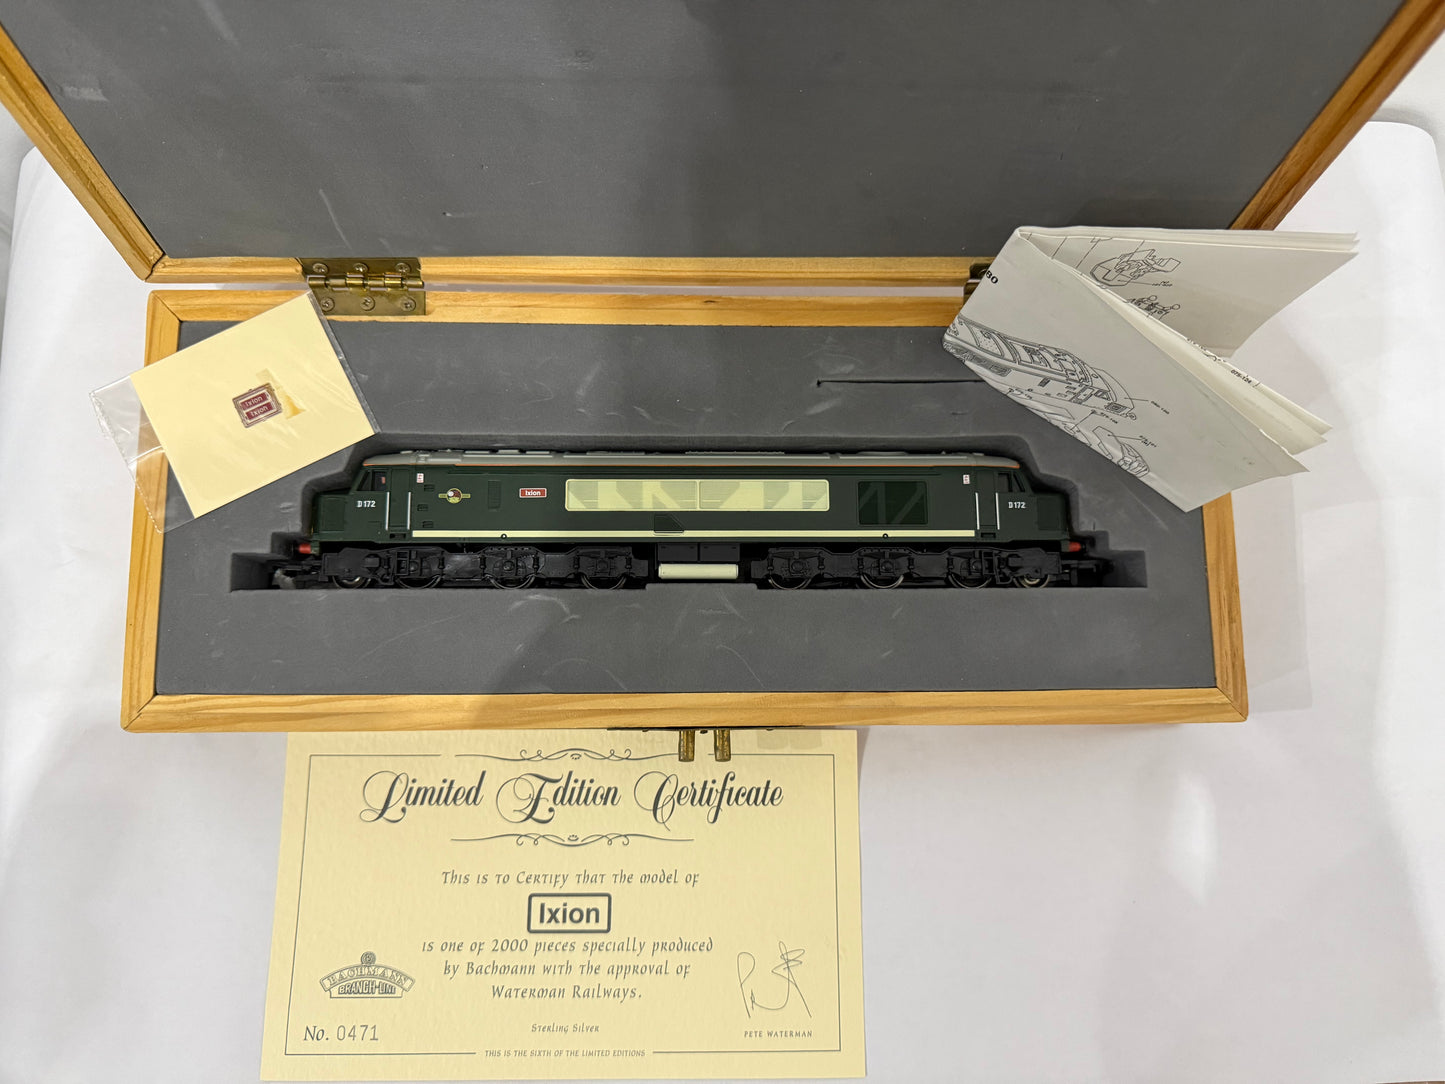 Ixion
Ixion
D172
Ixion
D172
Limited Edition Certificate
This is to Certify that the model of
Ixion
is one of 2000 pieces specially produced
by Bachmann with the approval of
Waterman Railways.
BACHMANN
BRANCH-LINE
No. 0471
Sterling Silver
PETE WATERMAN
THIS IS THE SIXTH OF THE LIMITED EDITIONS